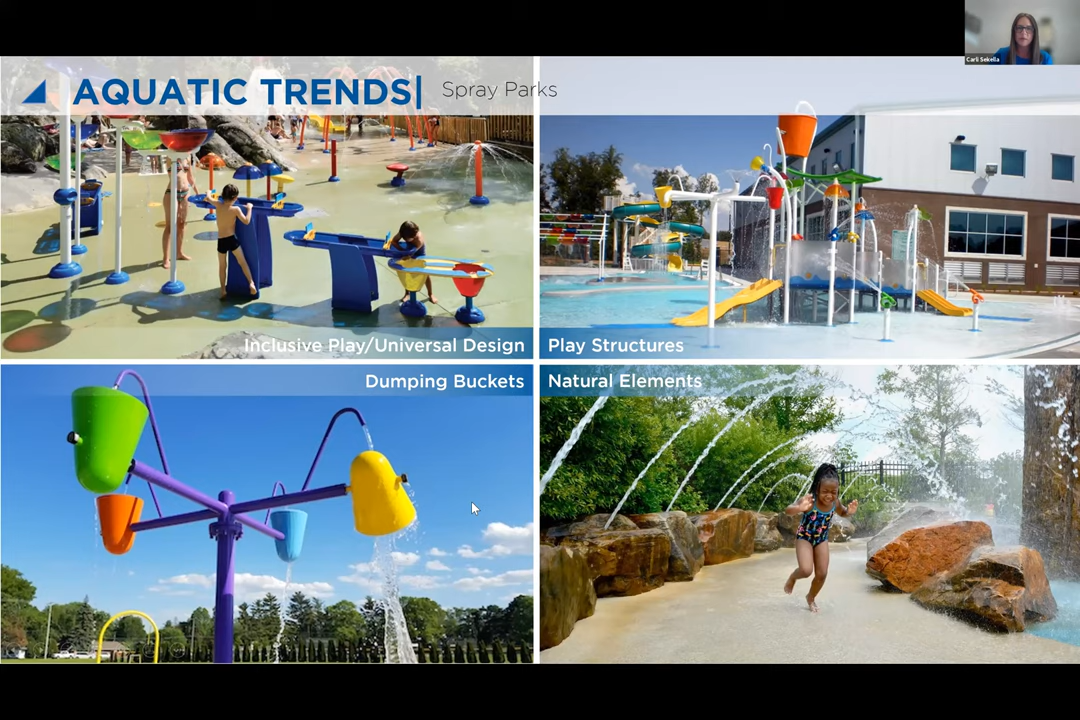 Carli Sekella
AQUATIC TRENDS| Spray Parks
Inclusive Play/Universal Design
Play Structures
Dumping Buckets
Natural Elements